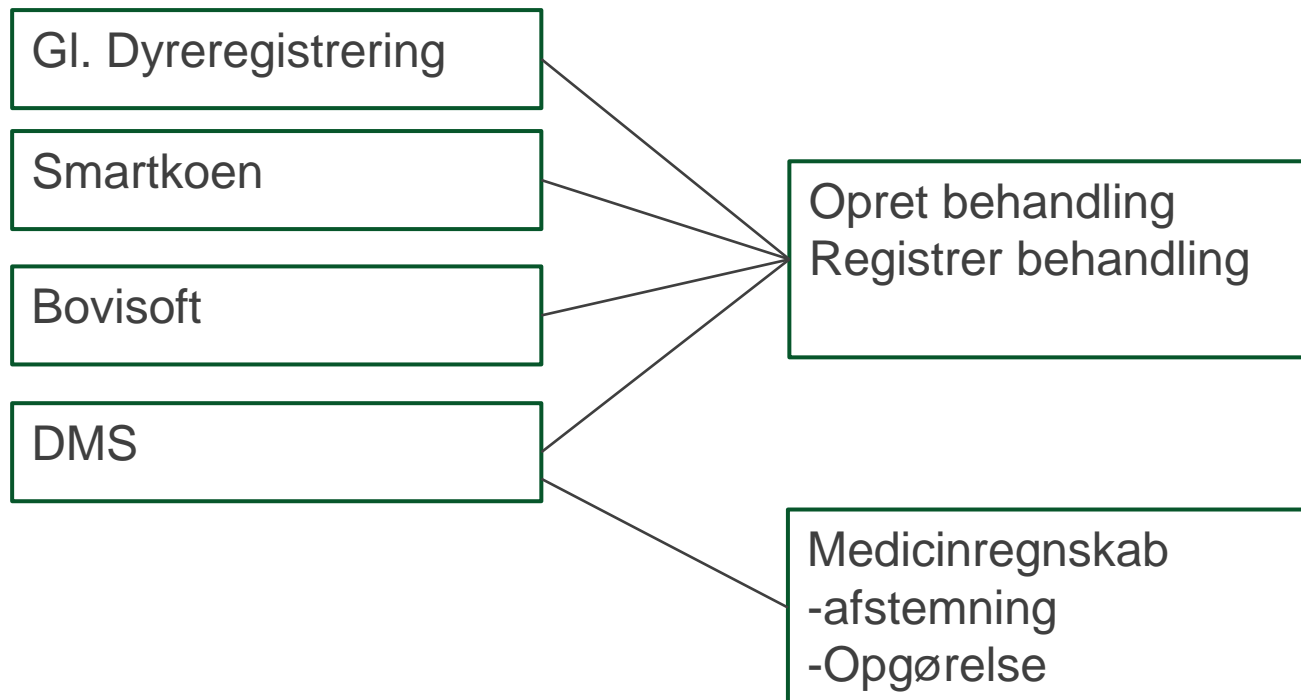 Gl. Dyreregistrering
Smartkoen
Bovisoft
DMS
Opret behandling
Registrer behandling
Medicinregnskab
-afstemning
-Opgørelse